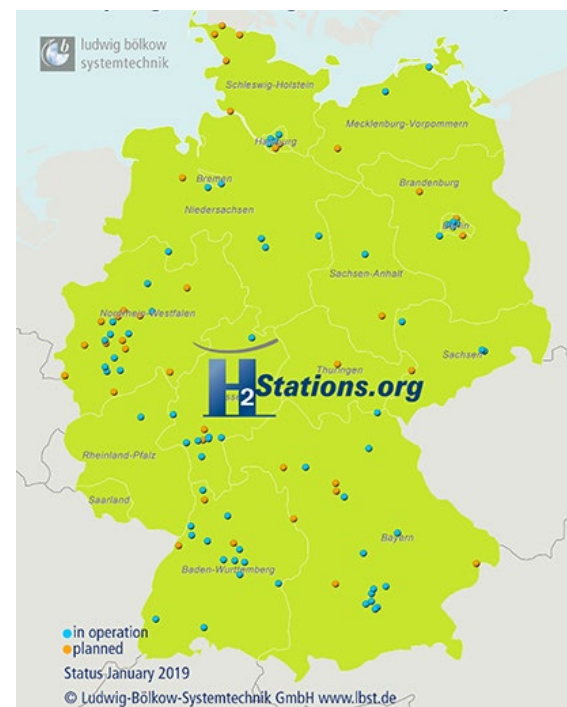 ludwig bölkow
systemtechnik
Schleswig-Holstein
Mecklenburg-Vorpommern
Hamburg
Bremen
Brandenburg
Niedersachsen
Berlin
Sachsen-Anhalt
Nordrhein-Westfalen
Sachsen
Thüringen
H2Stations.org
Rheinland-Pfalz
Saarland
Bayern
Baden-Württemberg
in operation
planned
Status January 2019
© Ludwig-Bölkow-Systemtechnik GmbH www.lbst.de